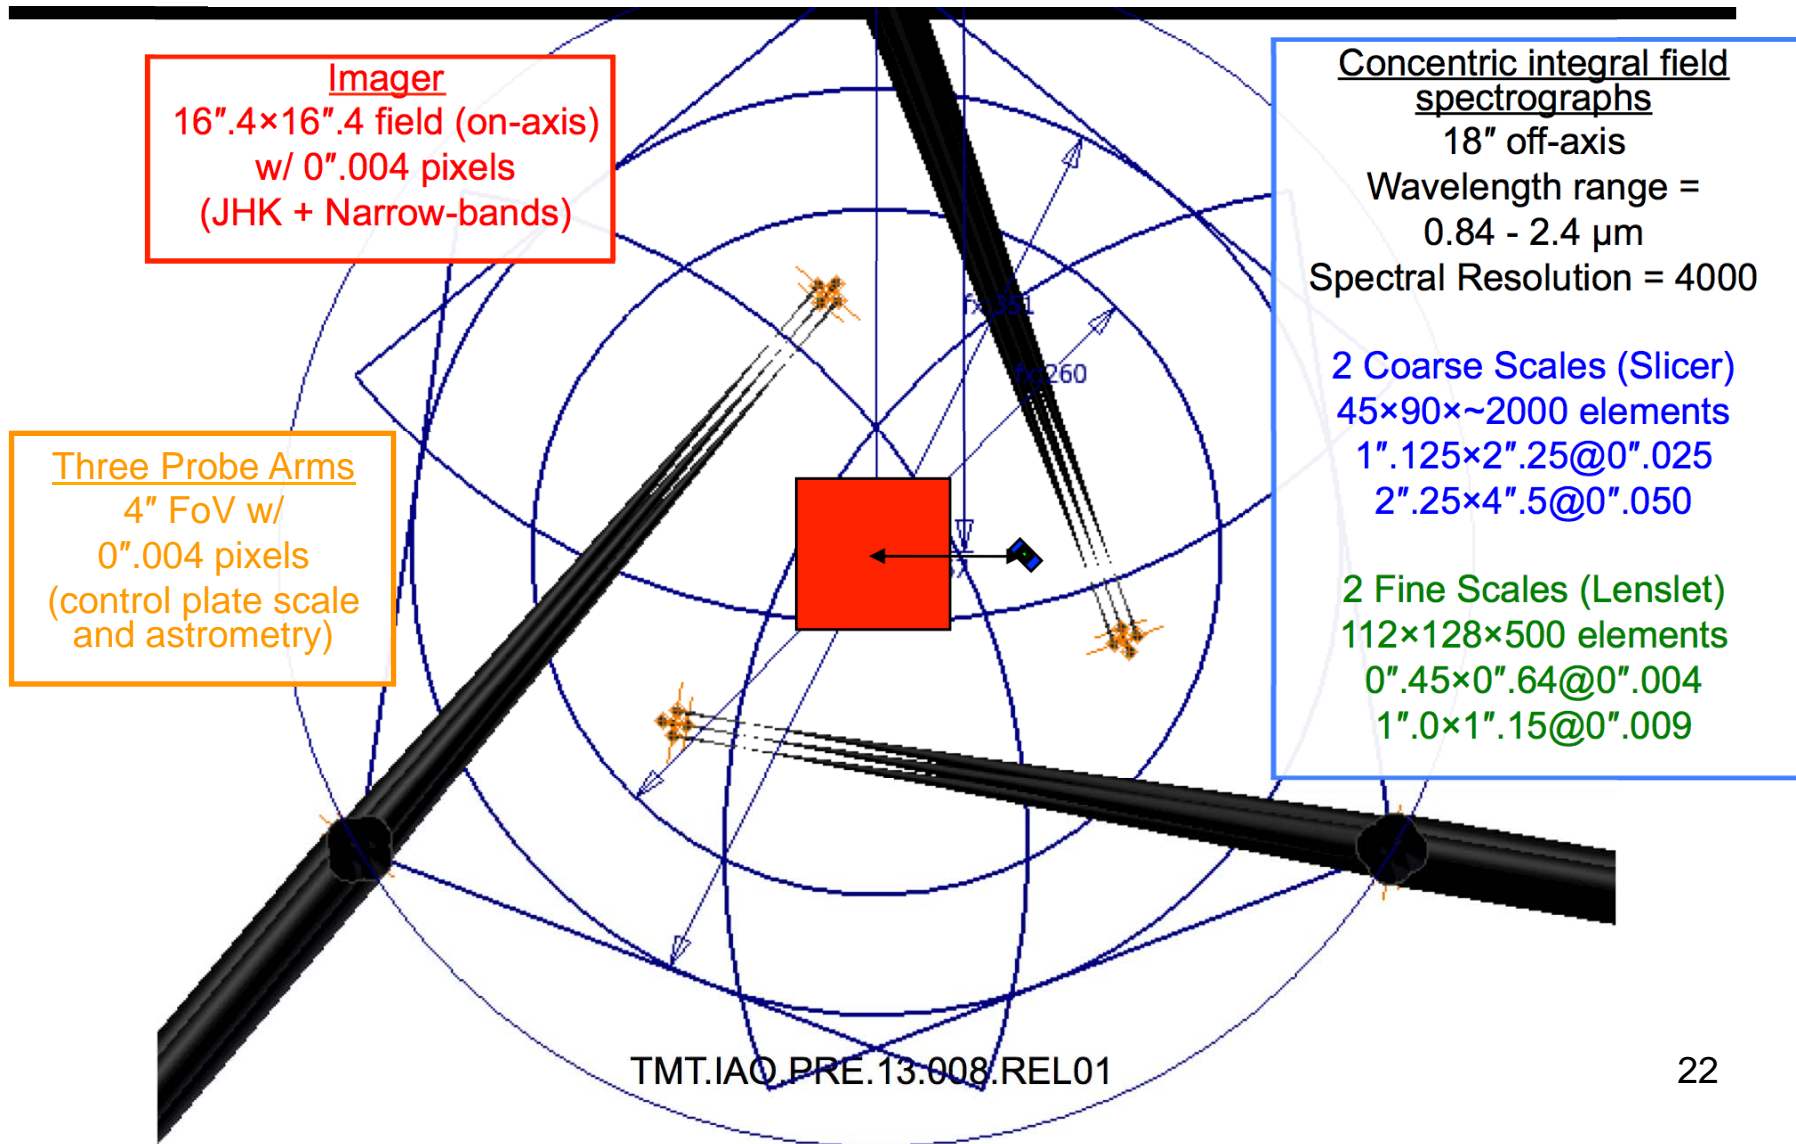 Imager
16″.4×16″.4 field (on-axis)
w/ 0″.004 pixels
(JHK + Narrow-bands)
Three Probe Arms
4″ FoV w/
0″.004 pixels
(control plate scale
and astrometry)
Concentric integral field
spectrographs
18″ off-axis
Wavelength range =
0.84 - 2.4 µm
Spectral Resolution = 4000
2 Coarse Scales (Slicer)
45×90×~2000 elements
1″.125×2″.25@0″.025
2″.25×4″.5@0″.050
2 Fine Scales (Lenslet)
112×128×500 elements
0″.45×0″.64@0″.004
1″.0×1″.15@0″.009
fx:351
fx:260
TMT.IAO.PRE.13.008.REL01
22